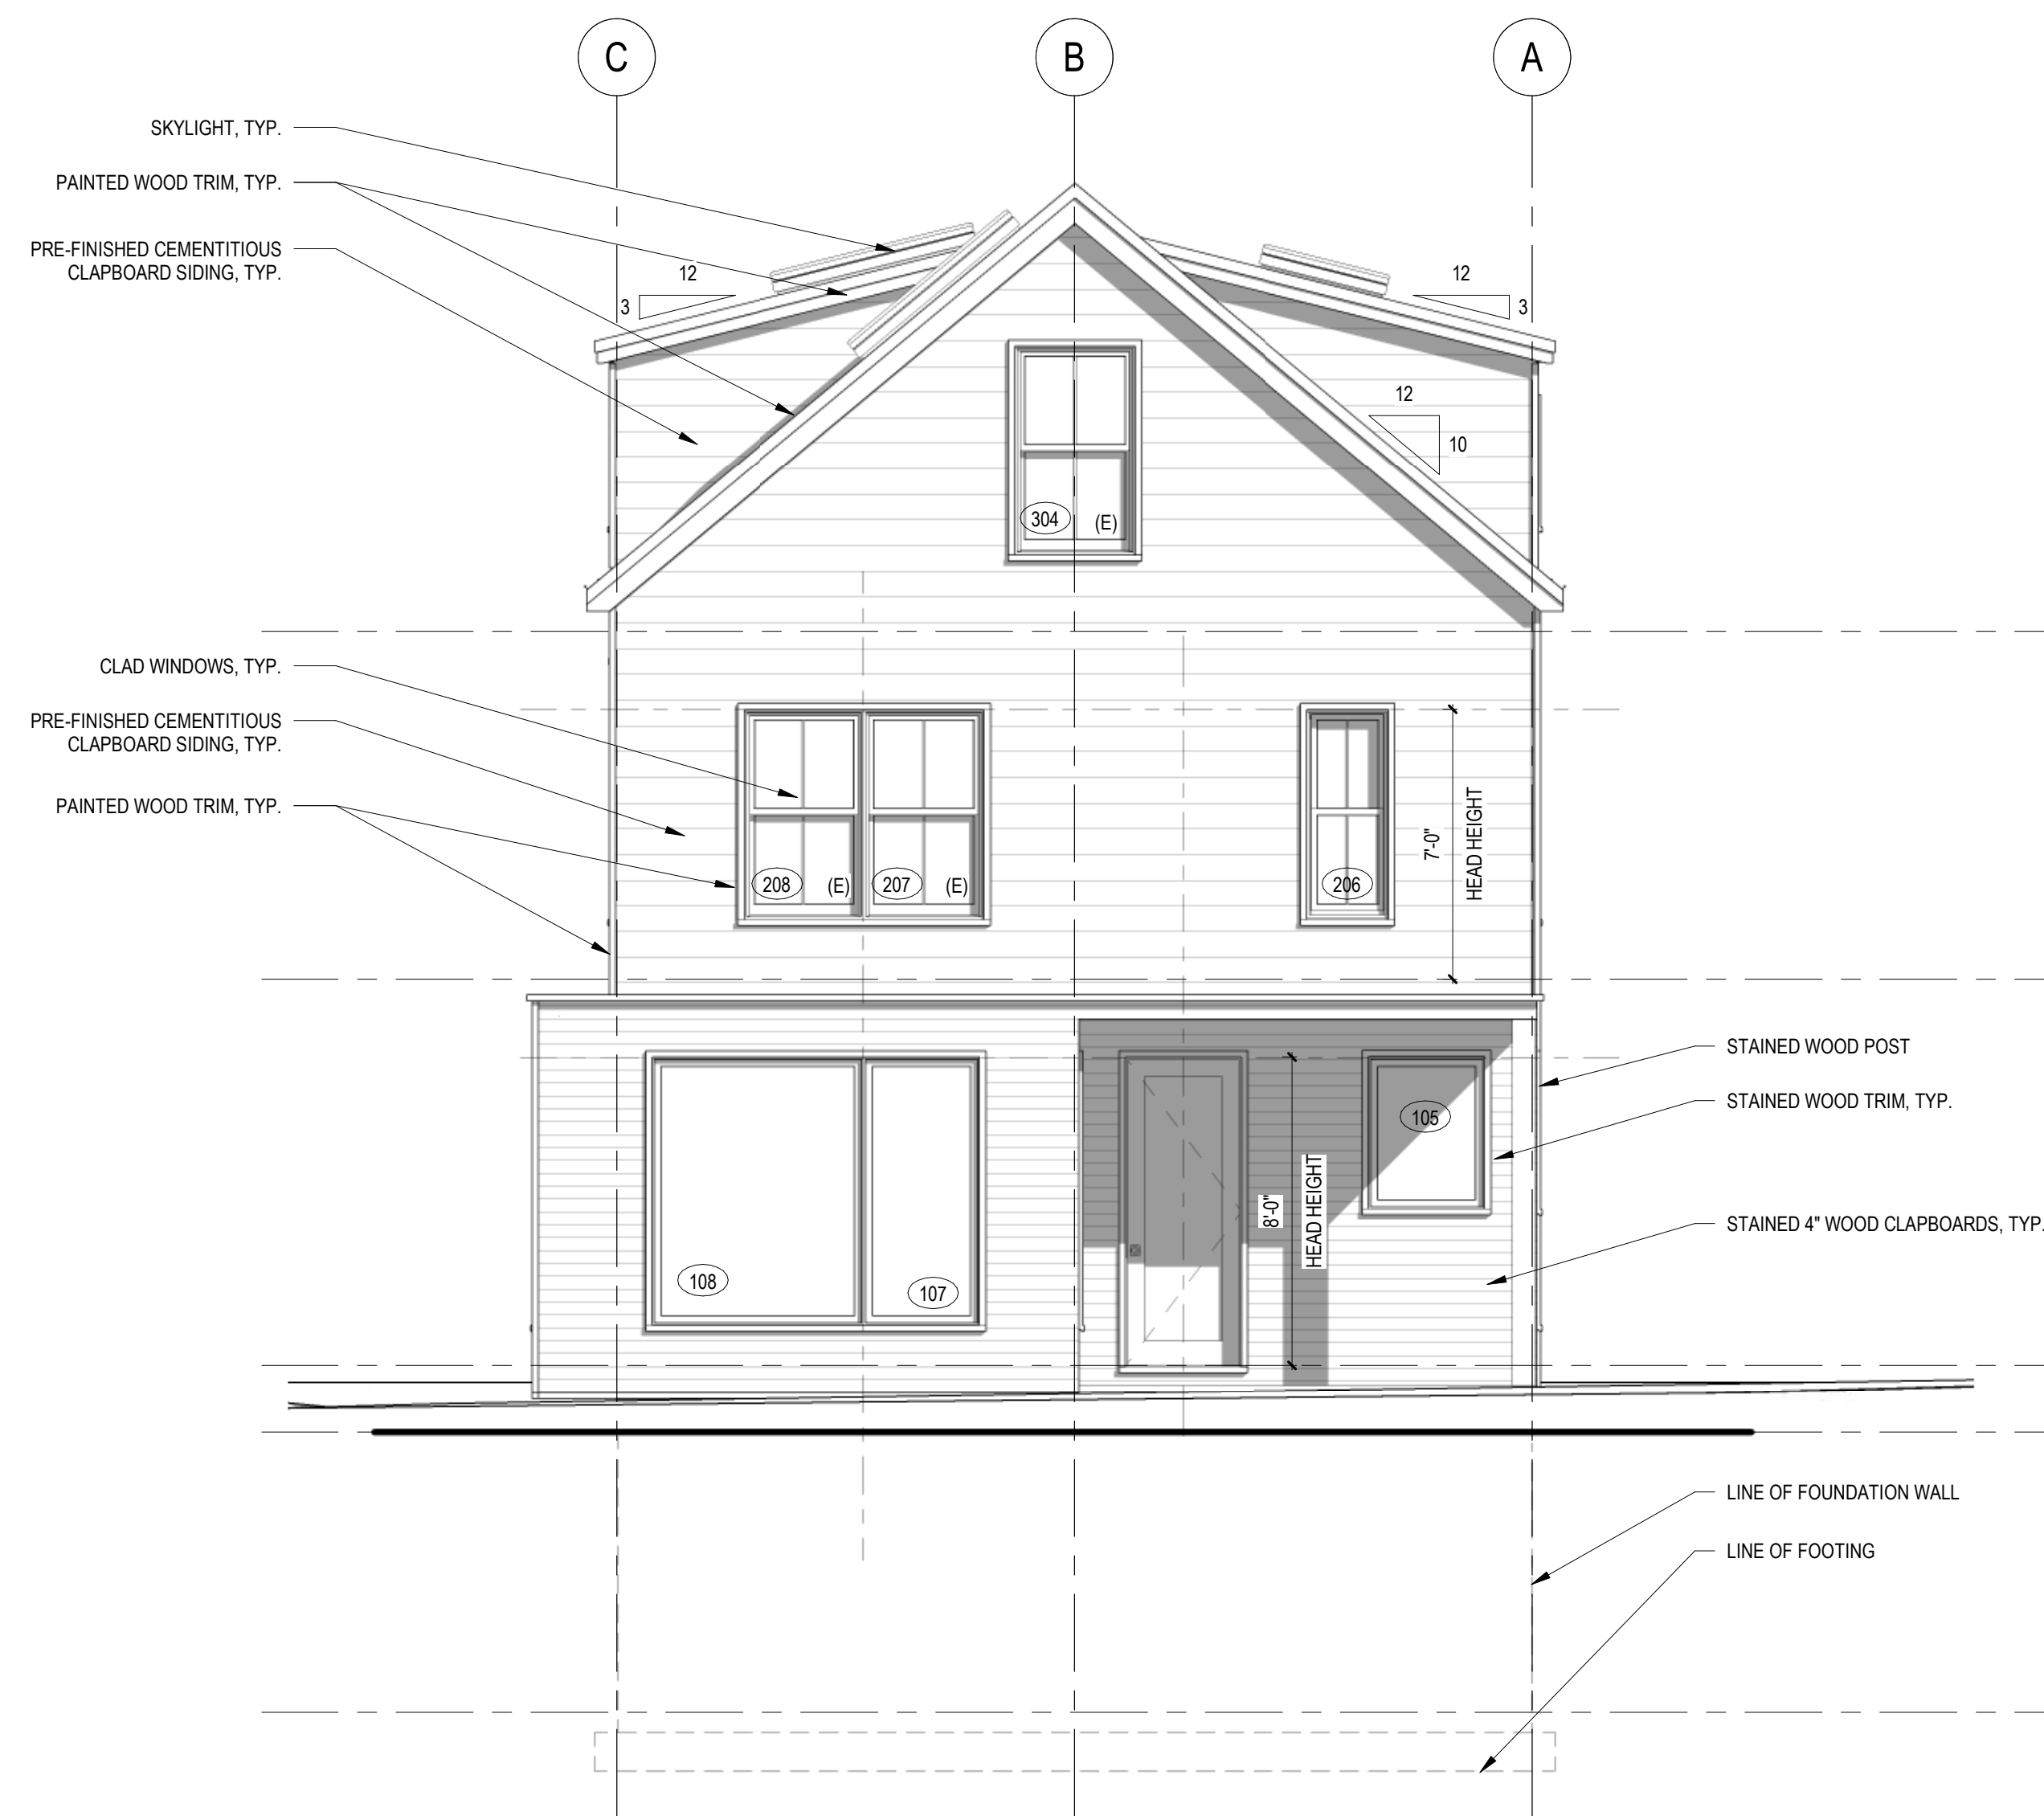 C
B
A
SKYLIGHT, TYP.
PAINTED WOOD TRIM, TYP.
PRE-FINISHED CEMENTITIOUS
CLAPBOARD SIDING, TYP.
12
3
12
3
12
10
304
(E)
CLAD WINDOWS, TYP.
PRE-FINISHED CEMENTITIOUS
CLAPBOARD SIDING, TYP.
PAINTED WOOD TRIM, TYP.
208
(E)
207
(E)
206
7'-0"
HEAD HEIGHT
STAINED WOOD POST
STAINED WOOD TRIM, TYP.
STAINED 4" WOOD CLAPBOARDS, TYP.
105
8'-0"
HEAD HEIGHT
108
107
LINE OF FOUNDATION WALL
LINE OF FOOTING